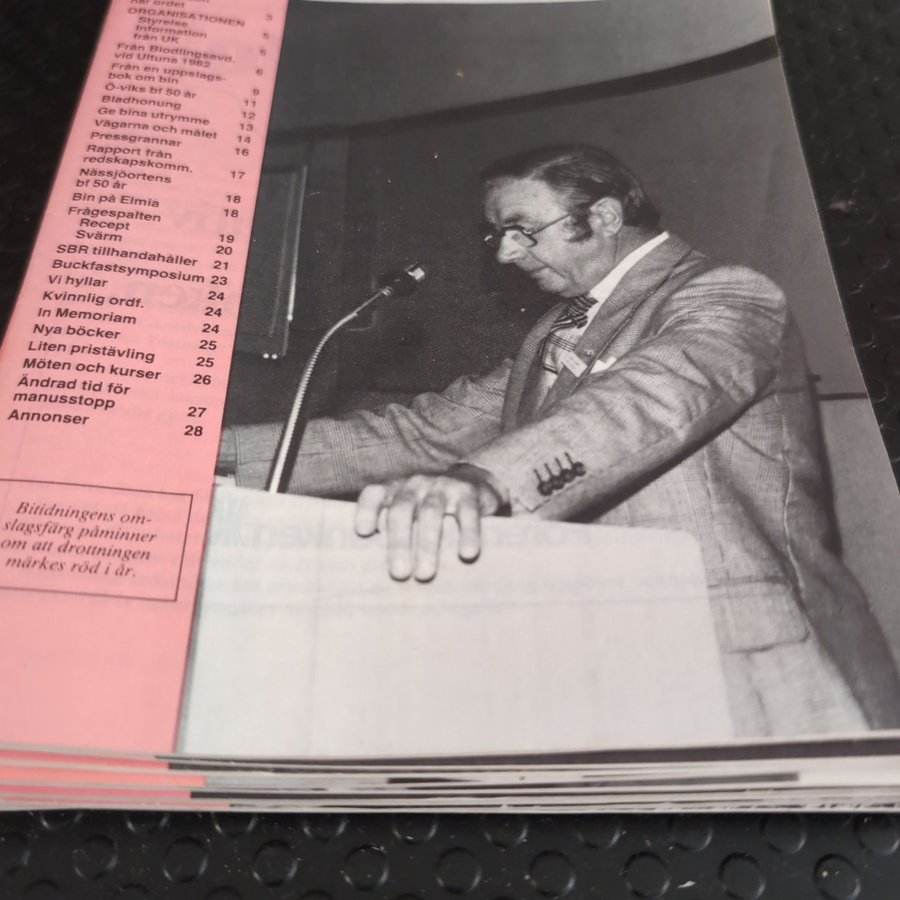 har ordet 3
ORGANISATIONEN
Styrelse 5
Information
från UK 5
Från Biodlingsavd.
vid Ultuna 1982 6
Från en uppslags-
bok om bin 9
Ö-viks bf 50 år 11
Bladhonung 12
Ge bina utrymme 13
Vägarna och målet 14
Pressgrannar 16
Rapport från
redskapskomm. 17
Nässjöortens
bf 50 år 18
Bin på Elmia 18
Frågespalten
Recept 19
Svärm 20
SBR tillhandahåller 21
Buckfastsymposium 23
Vi hyllar 24
Kvinnlig ordf. 24
In Memoriam 24
Nya böcker 25
Liten pristävling 25
Möten och kurser 26
Ändrad tid för
manusstopp 27
Annonser 28
Bitidningens om-
slagsfärg påminner
om att drottningen
märkes röd i år.